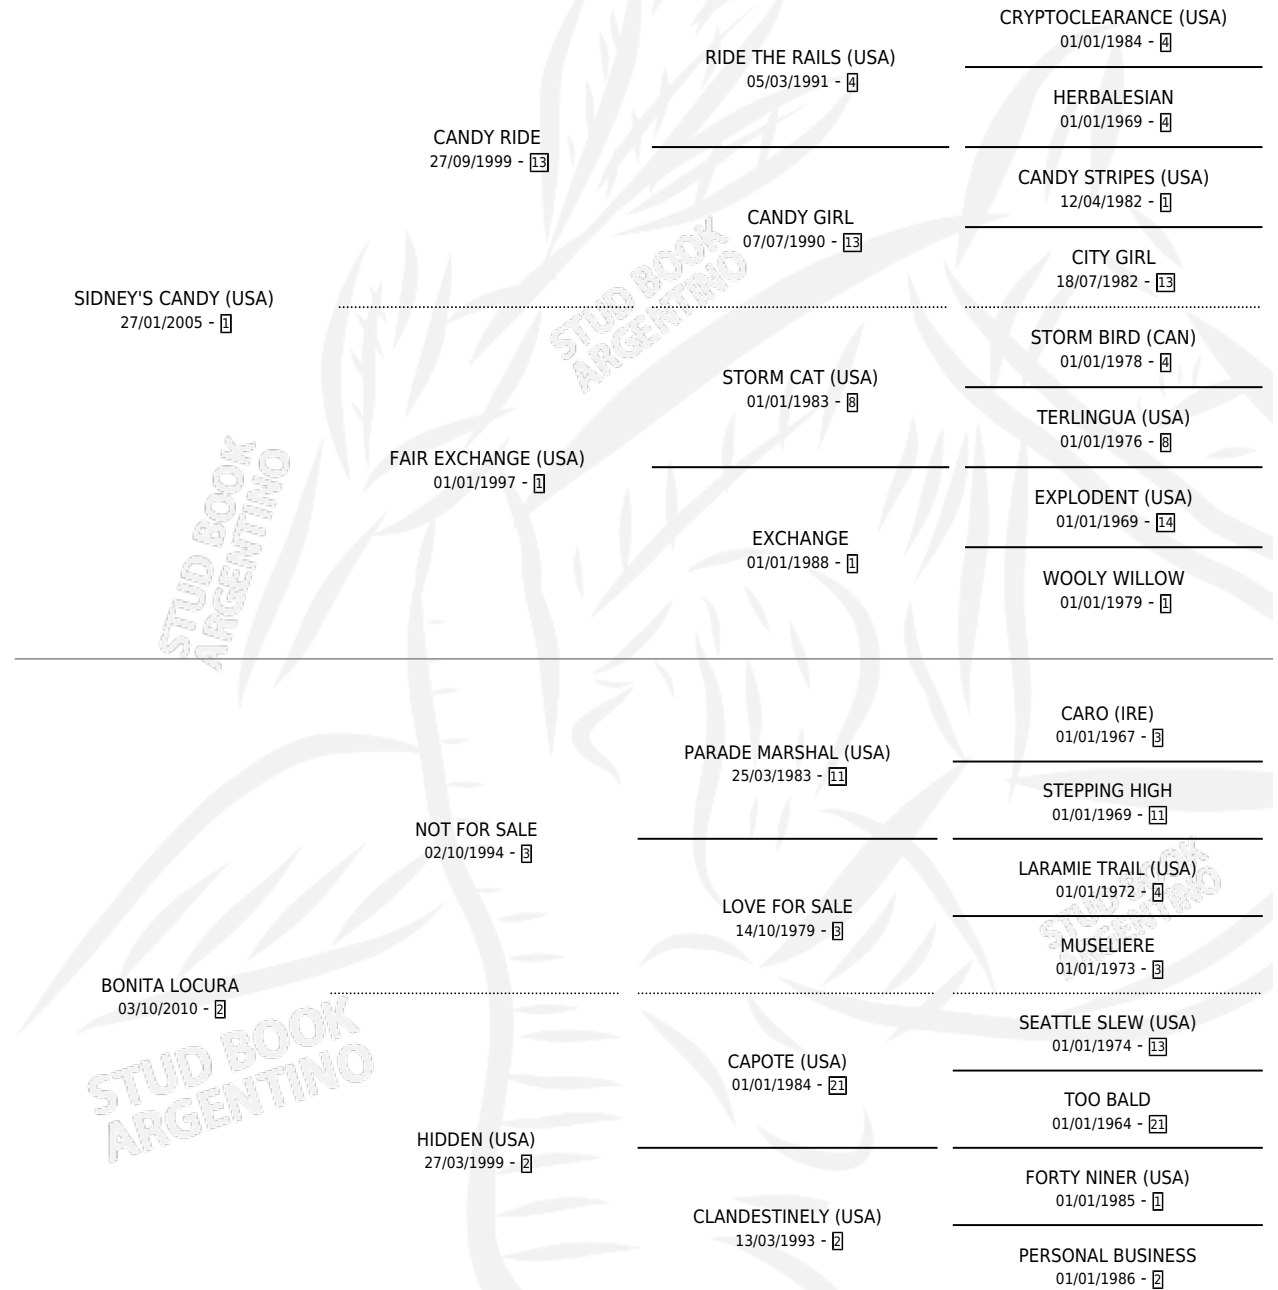 CRYPTOCLEARANCE (USA)
01/01/1984 - 4
RIDE THE RAILS (USA)
05/03/1991 - 4
HERBALESIAN
01/01/1969 - 4
CANDY RIDE
27/09/1999 - 13
CANDY STRIPES (USA)
12/04/1982 - 1
CANDY GIRL
07/07/1990 - 13
CITY GIRL
18/07/1982 - 13
SIDNEY'S CANDY (USA)
27/01/2005 - 1
STORM BIRD (CAN)
01/01/1978 - 4
STORM CAT (USA)
01/01/1983 - 8
TERLINGUA (USA)
01/01/1976 - 8
FAIR EXCHANGE (USA)
01/01/1997 - 1
EXPLODENT (USA)
01/01/1969 - 14
EXCHANGE
01/01/1988 - 1
WOOLY WILLOW
01/01/1979 - 1
CARO (IRE)
01/01/1967 - 3
PARADE MARSHAL (USA)
25/03/1983 - 11
STEPPING HIGH
01/01/1969 - 11
NOT FOR SALE
02/10/1994 - 3
LARAMIE TRAIL (USA)
01/01/1972 - 4
LOVE FOR SALE
14/10/1979 - 3
MUSELIERE
01/01/1973 - 3
BONITA LOCURA
03/10/2010 - 2
SEATTLE SLEW (USA)
01/01/1974 - 13
CAPOTE (USA)
01/01/1984 - 21
TOO BALD
01/01/1964 - 21
HIDDEN (USA)
27/03/1999 - 2
FORTY NINER (USA)
01/01/1985 - 1
CLANDESTINELY (USA)
13/03/1993 - 2
PERSONAL BUSINESS
01/01/1986 - 2
STUD BOOK
ARGENTINO
STUD BOOK
ARGENTINO
STUD BOOK
ARGENTINO
STUD BOOK
ARGENTINO